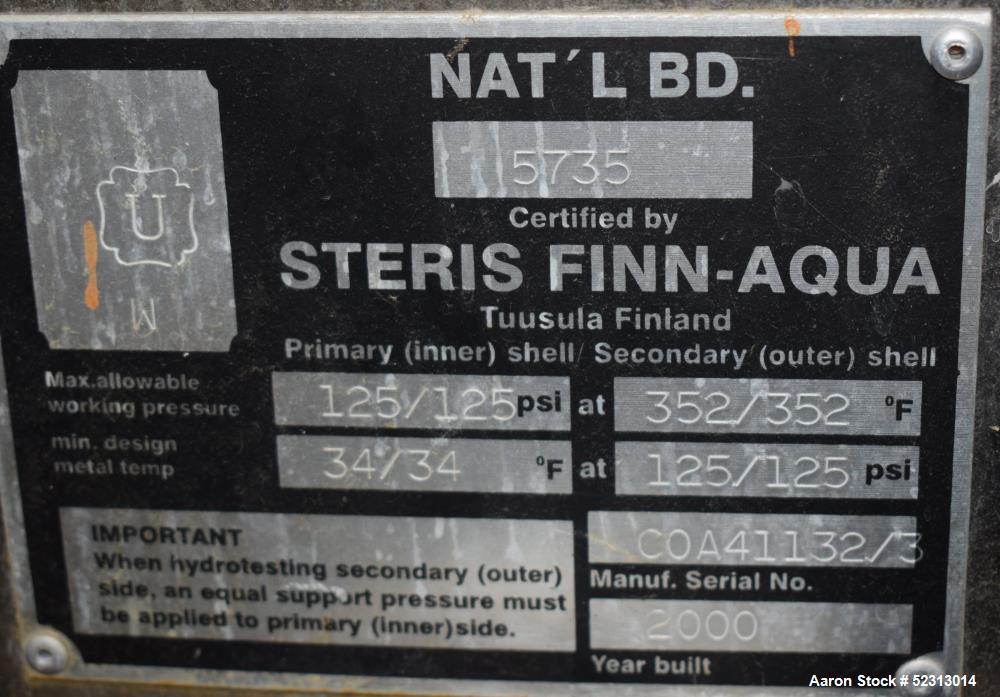 NAT´L BD.
5735
U
M
Certified by
STERIS FINN-AQUA
Tuusula Finland
Primary (inner) shell/ Secondary (outer) shell
Max.allowable
working pressure
125/125 psi at 352/352 ºF
min. design
metal temp
34/34 ºF at 125/125 psi
IMPORTANT
When hydrotesting secondary (outer)
side, an equal support pressure must
be applied to primary (inner)side.
COA41132/3
Manuf. Serial No.
2000
Year built
Aaron Stock # 52313014